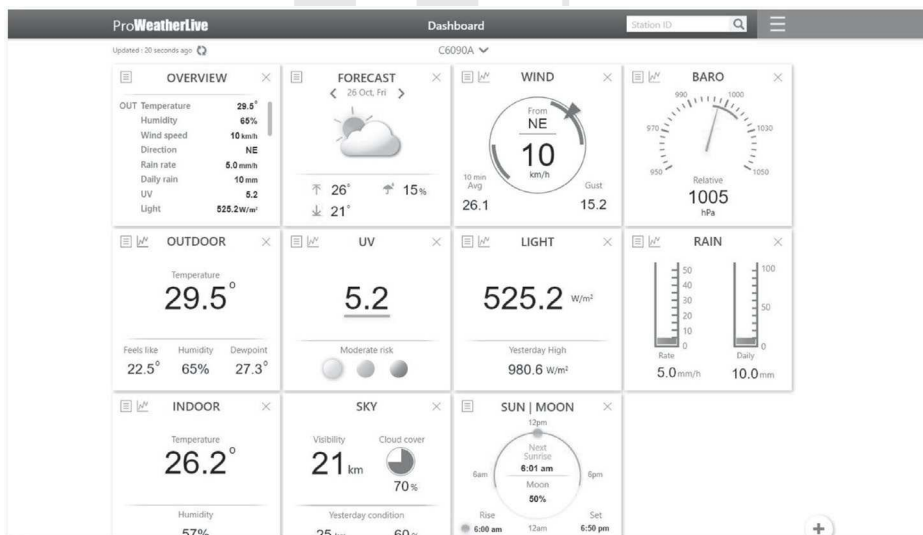 ProWeatherLive
Dashboard
Station ID
Updated : 20 seconds ago
C6090A
OVERVIEW
OUT Temperature 29.5°
Humidity 65%
Wind speed 10 km/h
Direction NE
Rain rate 5.0 mm/h
Daily rain 10 mm
UV 5.2
Light 525.2W/m²
FORECAST
26 Oct, Fri
26° 15%
21°
WIND
From
NE
10
km/h
10 min
Avg
26.1
Gust
15.2
BARO
990 1000
970 1030
950 1050
Relative
1005
hPa
OUTDOOR
Temperature
29.5°
Feels like Humidity Dewpoint
22.5° 65% 27.3°
UV
5.2
Moderate risk
LIGHT
525.2 W/m²
Yesterday High
980.6 W/m²
RAIN
50 100
40
30 50
20
10
0 0
Rate Daily
5.0 mm/h 10.0 mm
INDOOR
Temperature
26.2°
Humidity
57%
SKY
Visibility Cloud cover
21 km
70%
Yesterday condition
25 km 60%
SUN | MOON
12pm
Next
Sunrise
6:01 am
6am 6pm
Moon
50%
Rise Set
6:00 am 12am 6:50 pm